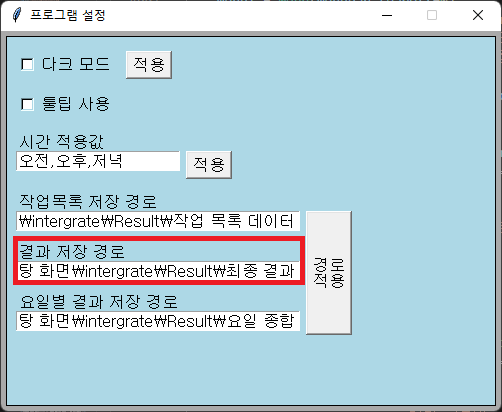 프로그램 설정
다크 모드 적용
툴팁 사용
시간 적용값
오전,오후,저녁 적용
작업목록 저장 경로
₩intergrate₩Result₩작업 목록 데이터
결과 저장 경로
탕 화면₩intergrate₩Result₩최종 결과
경로
적용
요일별 결과 저장 경로
탕 화면₩intergrate₩Result₩요일 종합